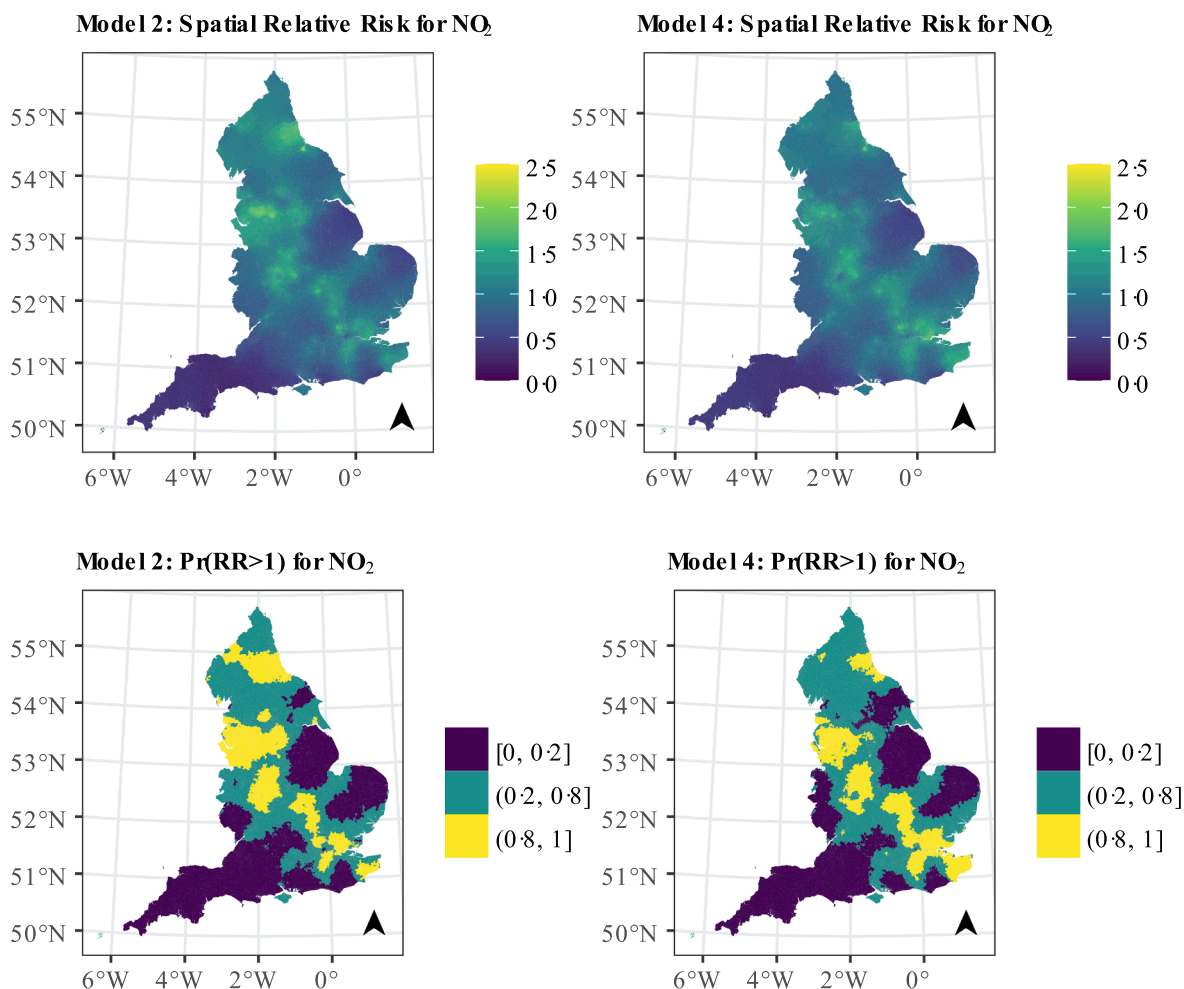 Model 2: Spatial Relative Risk for NO₂
Model 4: Spatial Relative Risk for NO₂
55°N
54°N
53°N
52°N
51°N
50°N
6°W 4°W 2°W 0°
2·5
2·0
1·5
1·0
0·5
0·0
55°N
54°N
53°N
52°N
51°N
50°N
6°W 4°W 2°W 0°
2·5
2·0
1·5
1·0
0·5
0·0
Model 2: Pr(RR>1) for NO₂
Model 4: Pr(RR>1) for NO₂
55°N
54°N
53°N
52°N
51°N
50°N
6°W 4°W 2°W 0°
[0, 0·2]
(0·2, 0·8]
(0·8, 1]
55°N
54°N
53°N
52°N
51°N
50°N
6°W 4°W 2°W 0°
[0, 0·2]
(0·2, 0·8]
(0·8, 1]